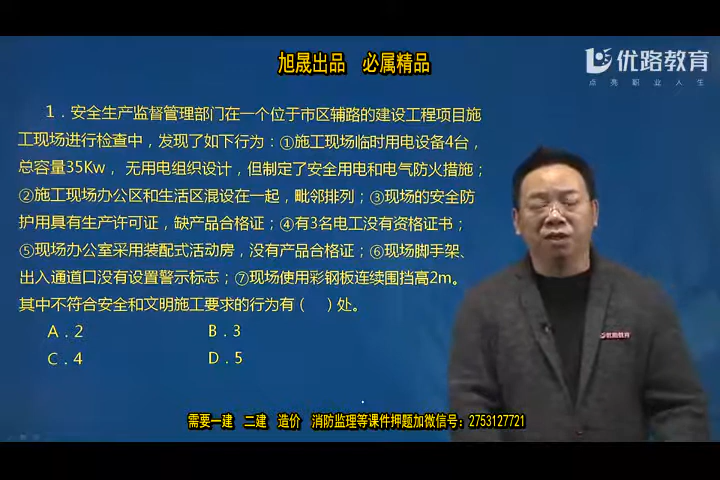 旭晟出品 必属精品
优路教育
点亮职业人生
1．安全生产监督管理部门在一个位于市区辅路的建设工程项目施
工现场进行检查中，发现了如下行为：①施工现场临时用电设备4台，
总容量35Kw， 无用电组织设计，但制定了安全用电和电气防火措施；
②施工现场办公区和生活区混设在一起，毗邻排列；③现场的安全防
护用具有生产许可证，缺产品合格证；④有3名电工没有资格证书；
⑤现场办公室采用装配式活动房，没有产品合格证；⑥现场脚手架、
出入通道口没有设置警示标志；⑦现场使用彩钢板连续围挡高2m。
其中不符合安全和文明施工要求的行为有（ ）处。
A．2 B．3
C．4 D．5
优路教育
需要一建 二建 造价 消防监理等课件押题加微信号：2753127721